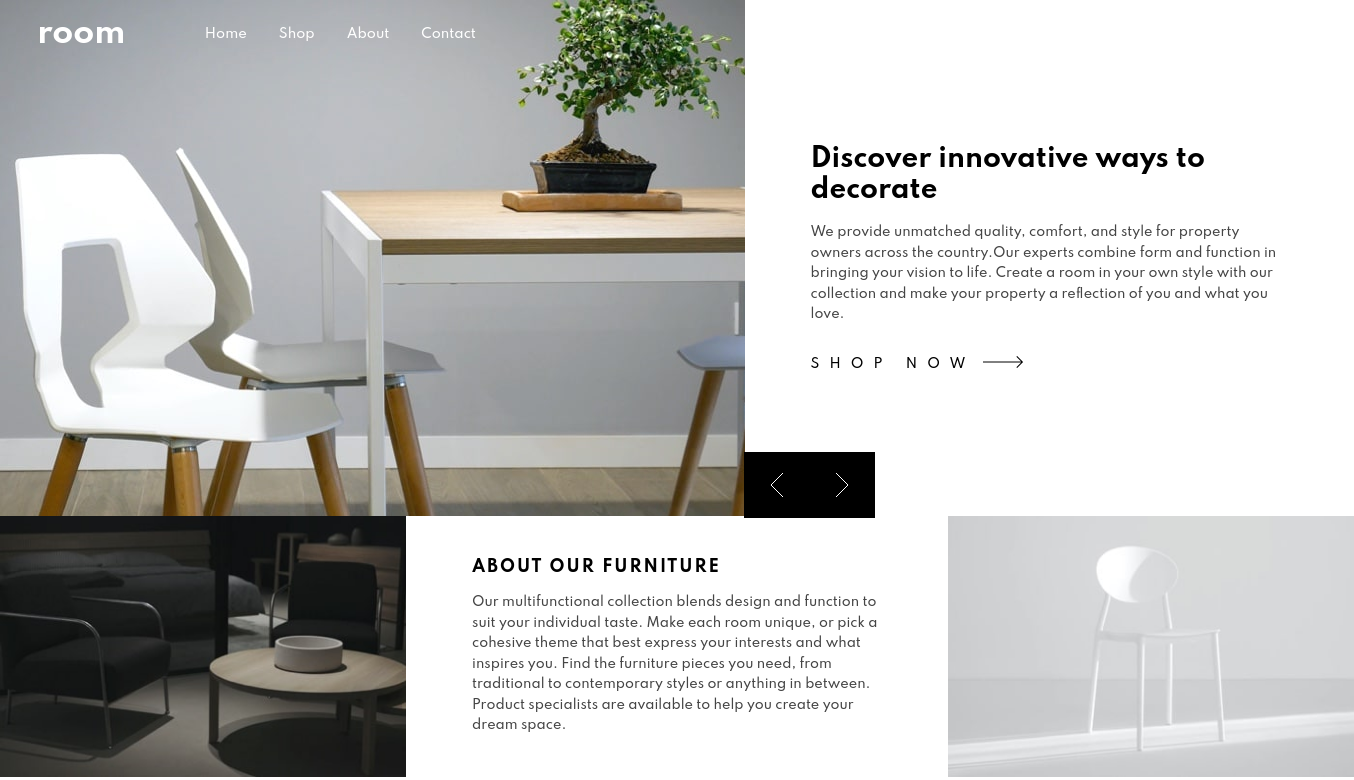 room
Home Shop About Contact
Discover innovative ways to
decorate
We provide unmatched quality, comfort, and style for property
owners across the country.Our experts combine form and function in
bringing your vision to life. Create a room in your own style with our
collection and make your property a reflection of you and what you
love.
SHOP NOW
ABOUT OUR FURNITURE
Our multifunctional collection blends design and function to
suit your individual taste. Make each room unique, or pick a
cohesive theme that best express your interests and what
inspires you. Find the furniture pieces you need, from
traditional to contemporary styles or anything in between.
Product specialists are available to help you create your
dream space.